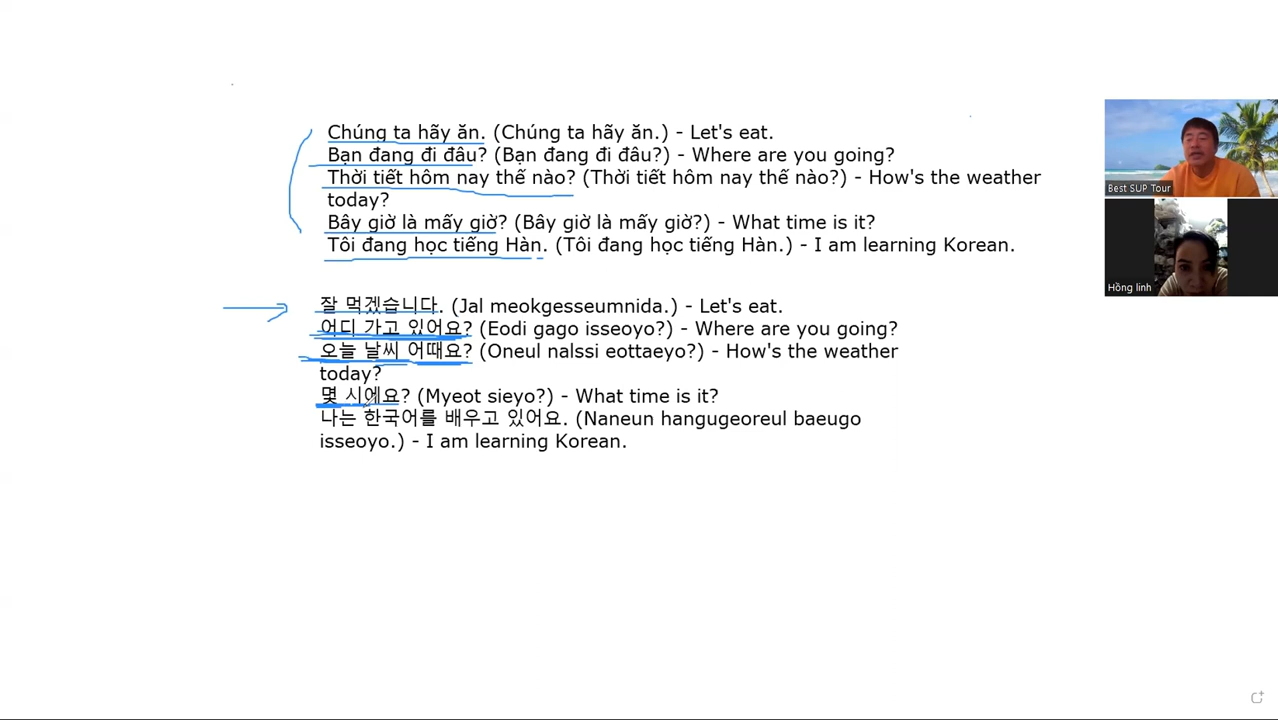 Chúng ta hãy ăn. (Chúng ta hãy ăn.) - Let's eat.
Bạn đang đi đâu? (Bạn đang đi đâu?) - Where are you going?
Thời tiết hôm nay thế nào? (Thời tiết hôm nay thế nào?) - How's the weather
today?
Bây giờ là mấy giờ? (Bây giờ là mấy giờ?) - What time is it?
Tôi đang học tiếng Hàn. (Tôi đang học tiếng Hàn.) - I am learning Korean.
잘 먹겠습니다. (Jal meokgesseumnida.) - Let's eat.
어디 가고 있어요? (Eodi gago isseoyo?) - Where are you going?
오늘 날씨 어때요? (Oneul nalssi eottaeyo?) - How's the weather
today?
몇 시에요? (Myeot sieyo?) - What time is it?
나는 한국어를 배우고 있어요. (Naneun hangugeoreul baeugo
isseoyo.) - I am learning Korean.
Best SUP Tour
Hồng linh